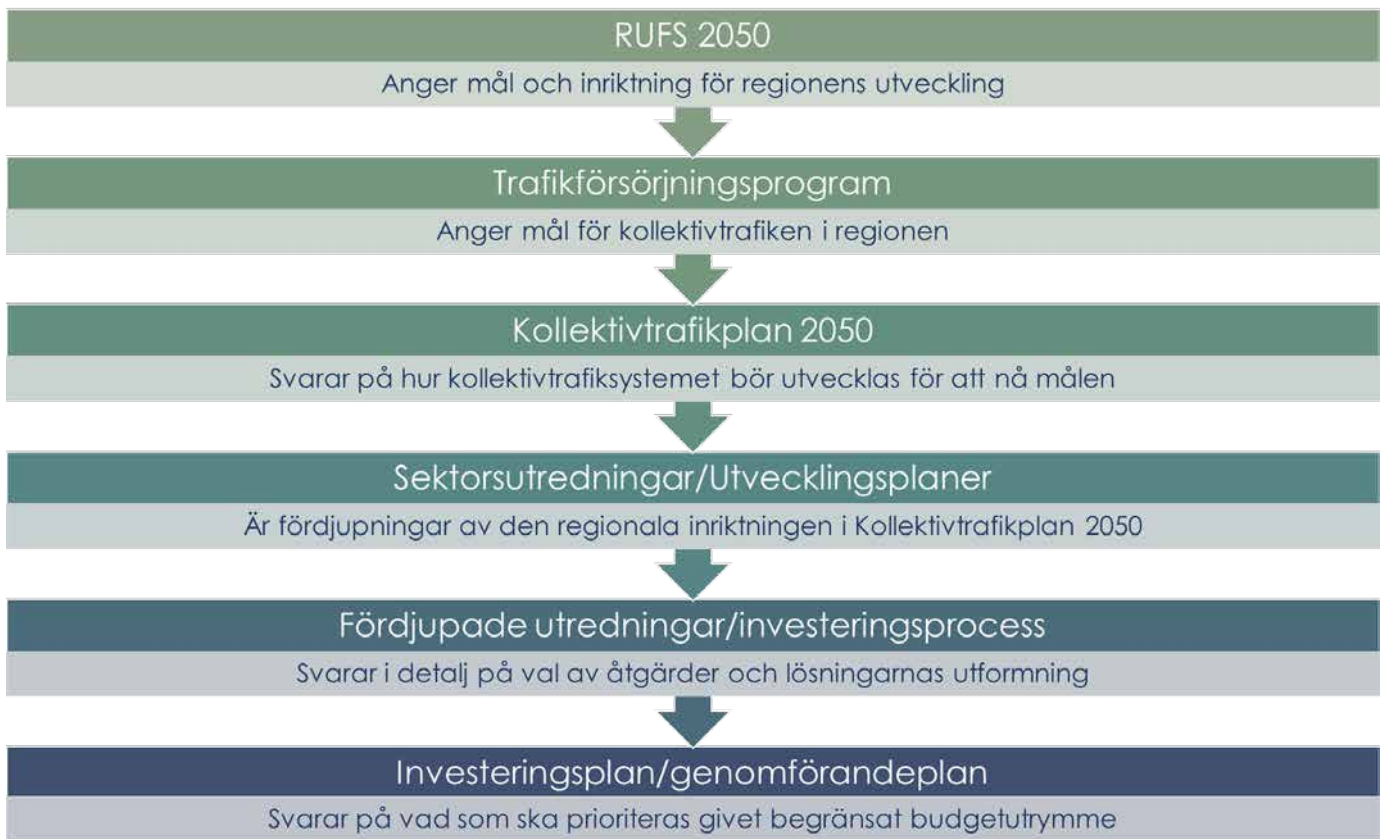 RUFS 2050
Anger mål och inriktning för regionens utveckling
Trafikförsörjningsprogram
Anger mål för kollektivtrafiken i regionen
Kollektivtrafikplan 2050
Svarar på hur kollektivtrafiksystemet bör utvecklas för att nå målen
Sektorsutredningar/Utvecklingsplaner
Är fördjupningar av den regionala inriktningen i Kollektivtrafikplan 2050
Fördjupade utredningar/investeringsprocess
Svarar i detalj på val av åtgärder och lösningarnas utformning
Investeringsplan/genomförandeplan
Svarar på vad som ska prioriteras givet begränsat budgetutrymme